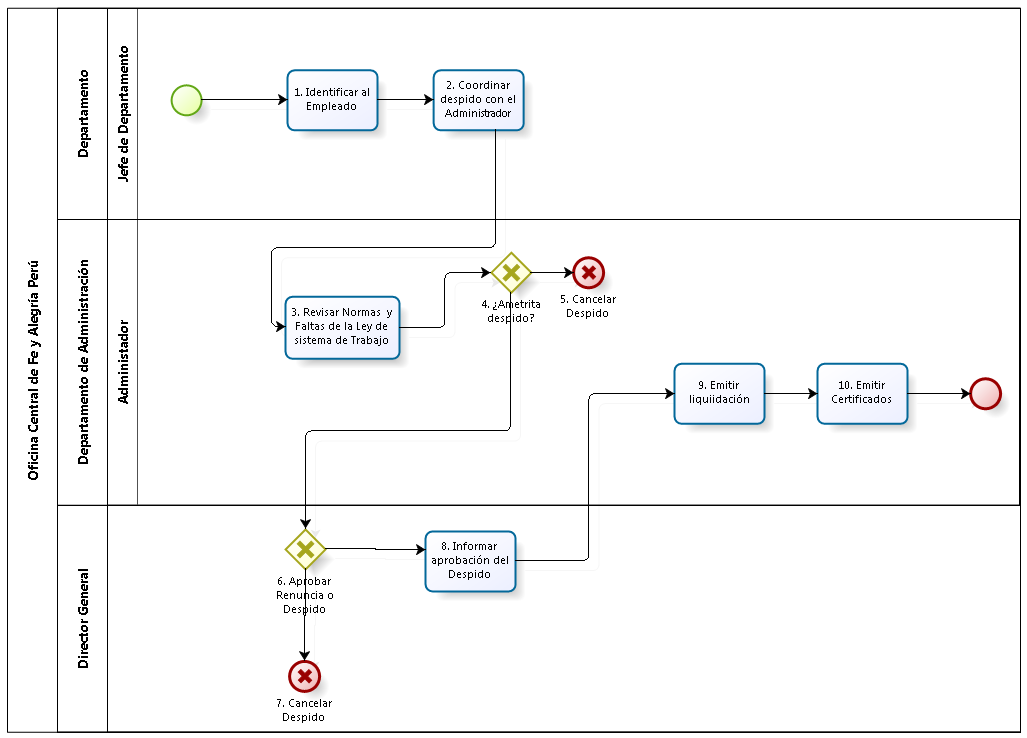 Oficina Central de Fe y Alegría Perú
Departamento
Jefe de Departamento
1. Identificar al
Empleado
2. Coordinar
despido con el
Administrador
Departamento de Administración
Administador
3. Revisar Normas y
Faltas de la Ley de
sistema de Trabajo
4. ¿Ametrita
despido?
5. Cancelar
Despido
9. Emitir
liquiidación
10. Emitir
Certificados
Director General
6. Aprobar
Renuncia o
Despido
8. Informar
aprobación del
Despido
7. Cancelar
Despido